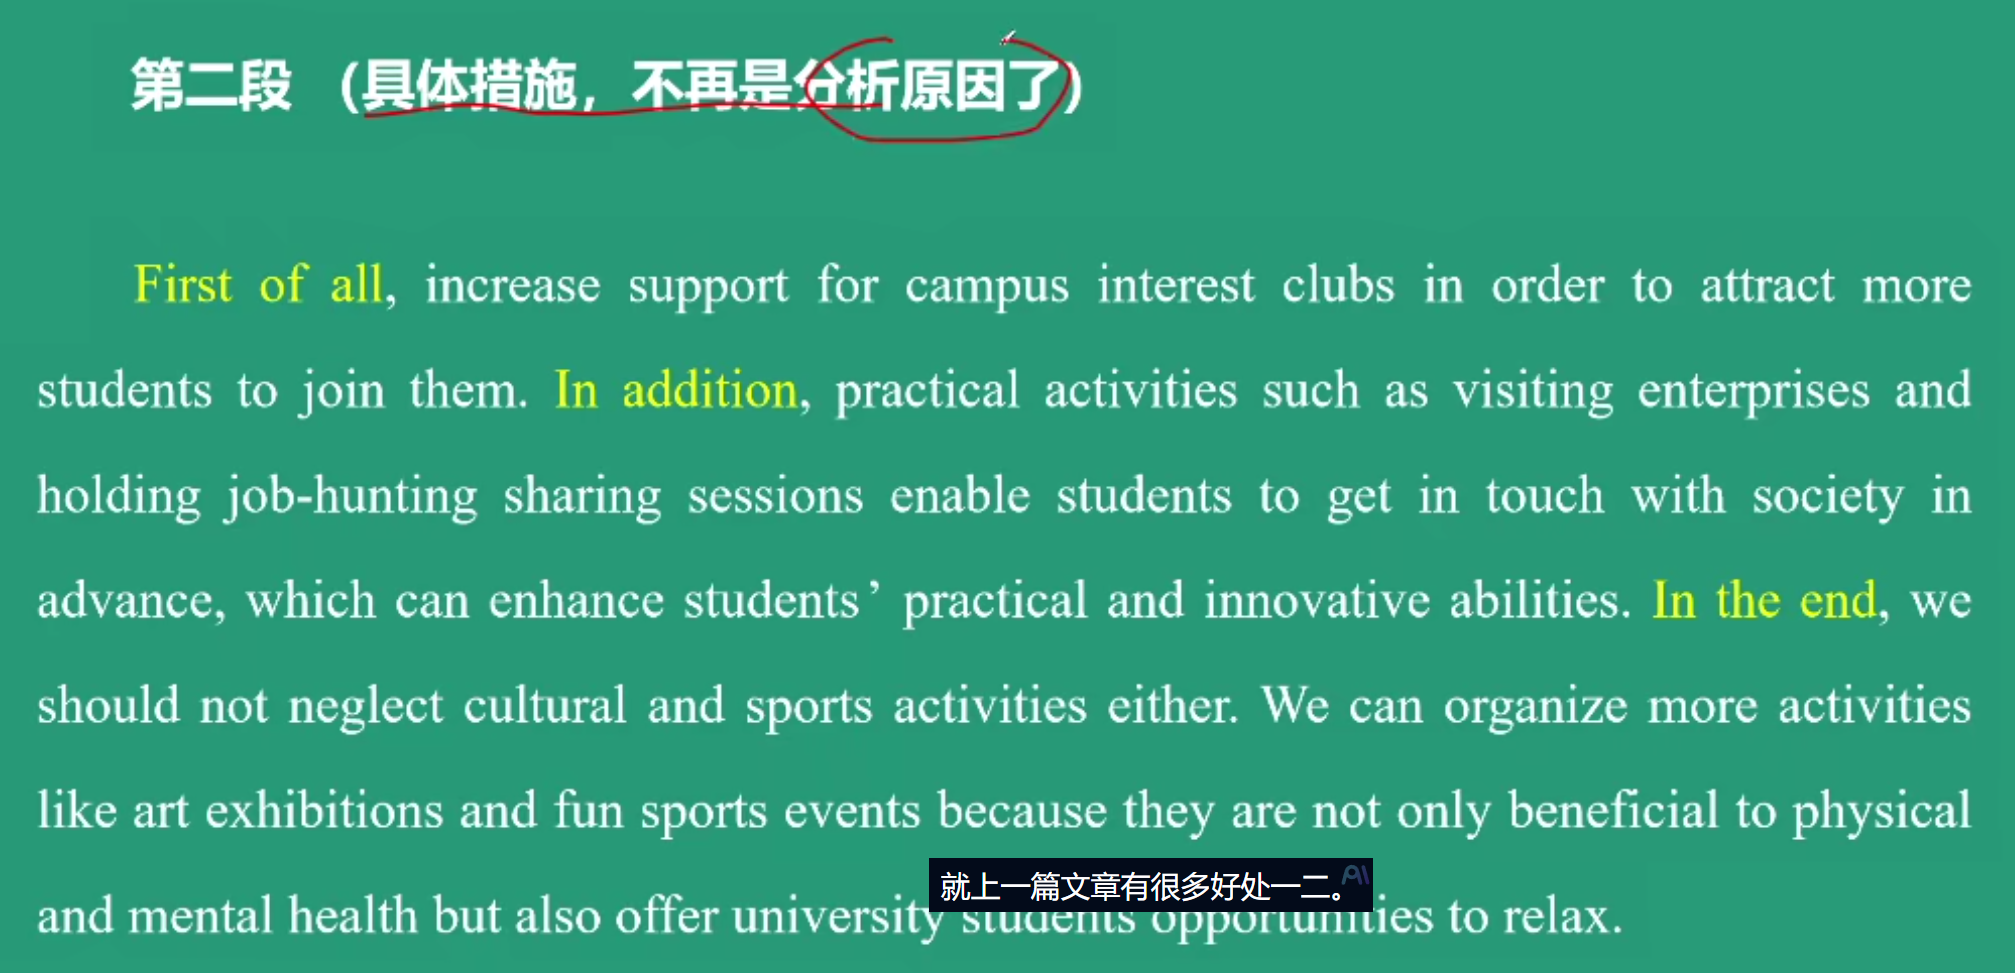 第二段 （具体措施，不再是分析原因了）
First of all, increase support for campus interest clubs in order to attract more
students to join them. In addition, practical activities such as visiting enterprises and
holding job-hunting sharing sessions enable students to get in touch with society in
advance, which can enhance students’ practical and innovative abilities. In the end, we
should not neglect cultural and sports activities either. We can organize more activities
like art exhibitions and fun sports events because they are not only beneficial to physical
and mental health but also offer university students opportunities to relax.
就上一篇文章有很多好处一二。AI